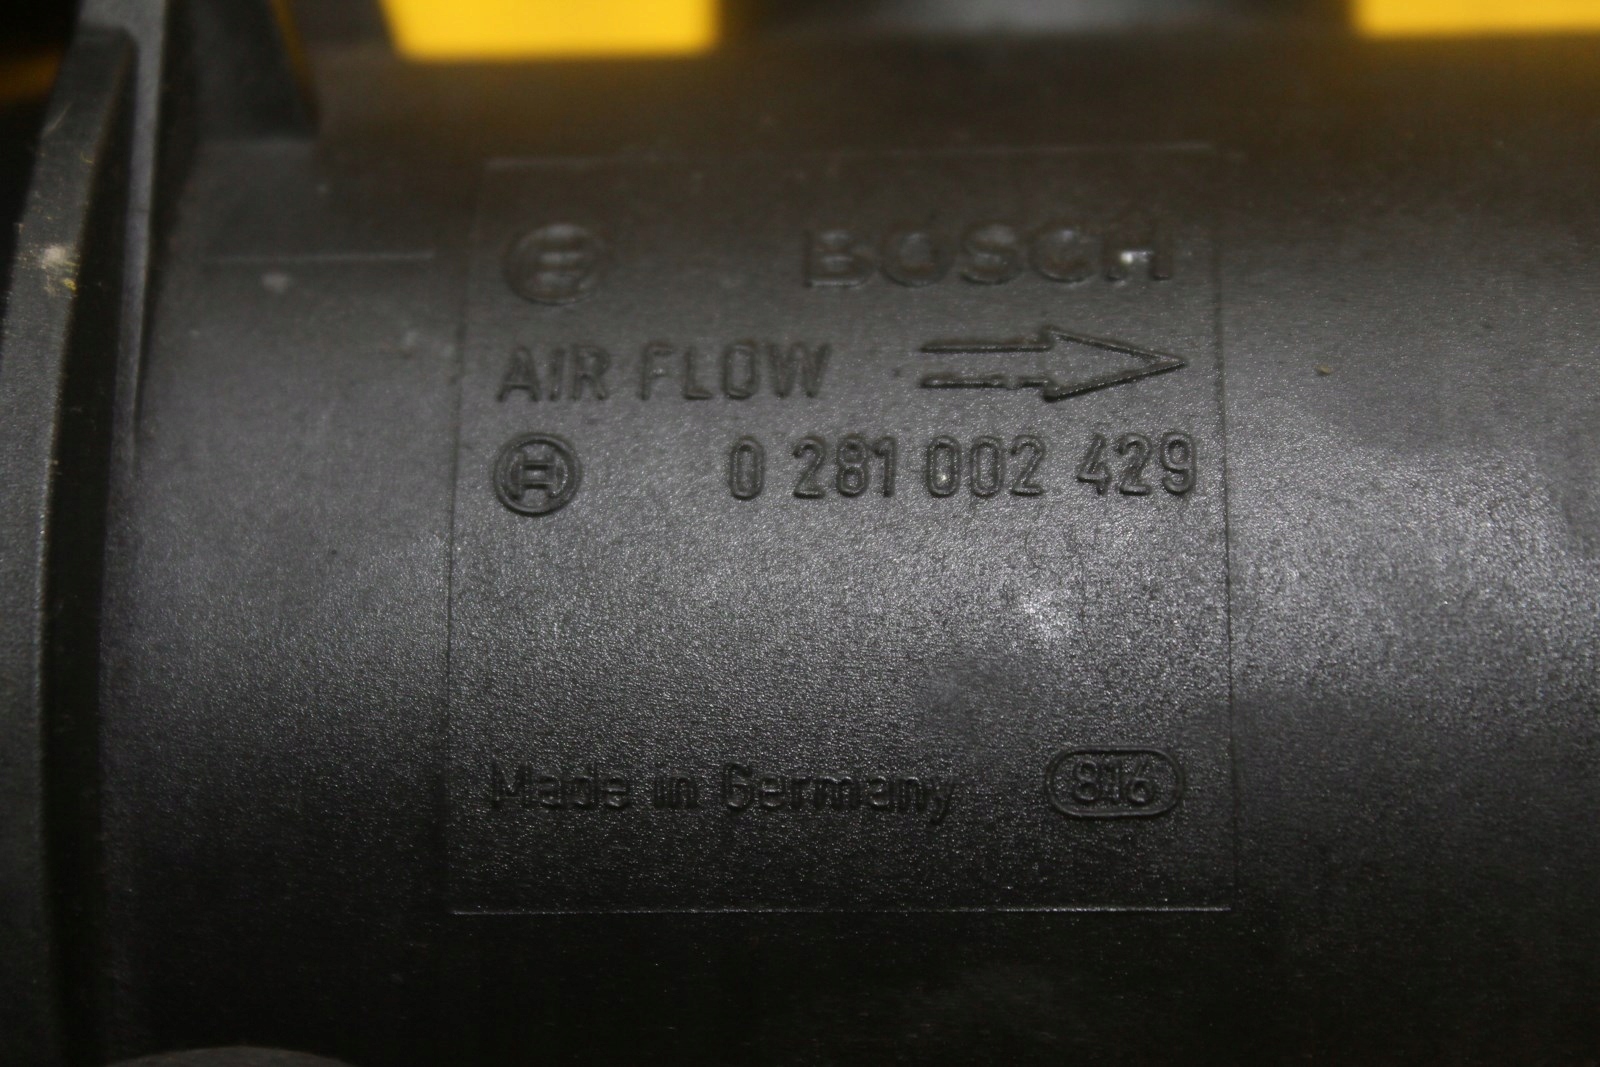 BOSCH
AIR FLOW
0 281 002 429
Made in Germany 816